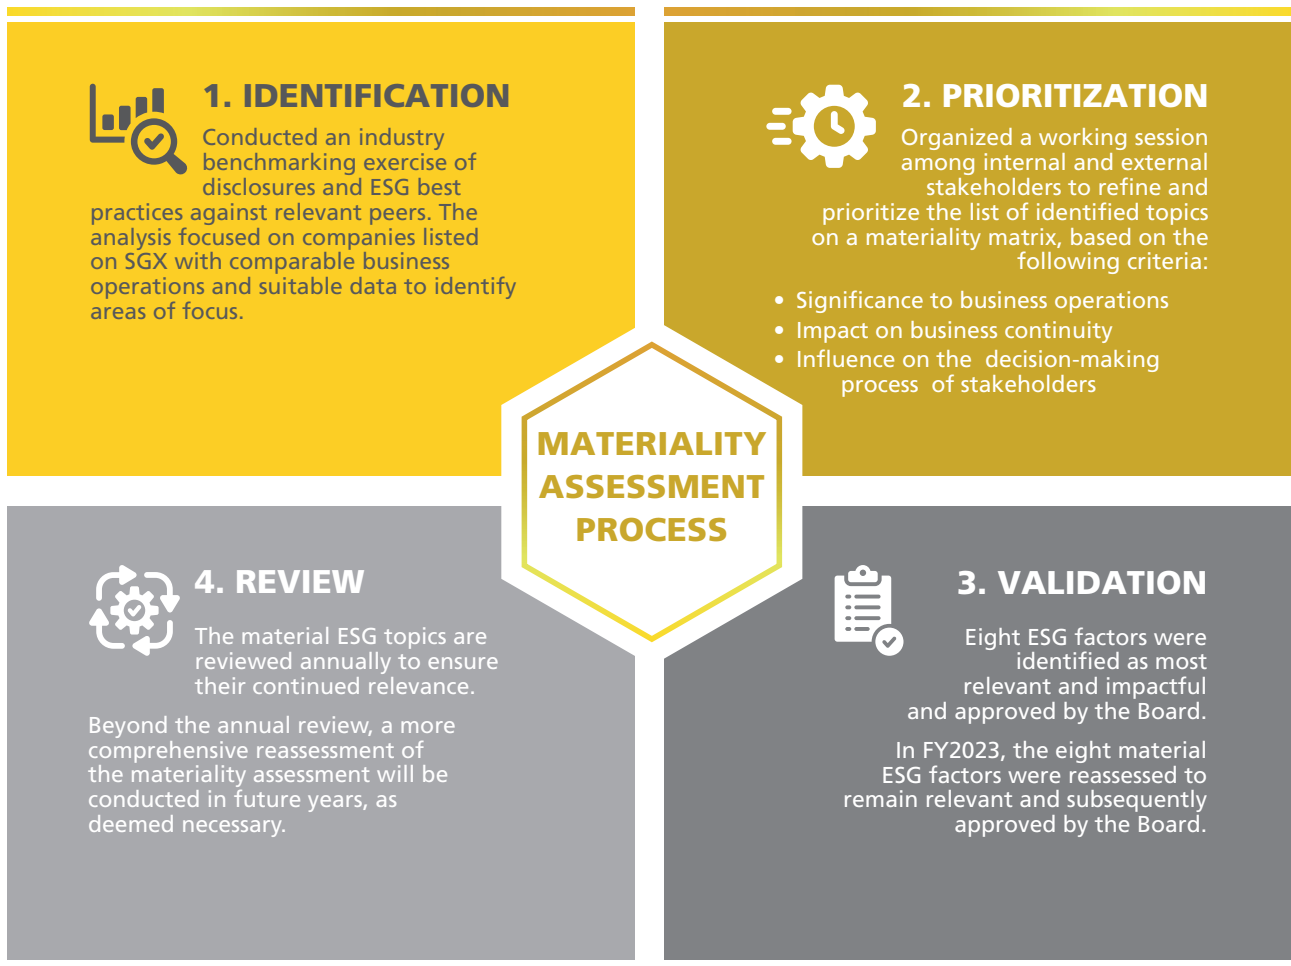 1. IDENTIFICATION
Conducted an industry
benchmarking exercise of
disclosures and ESG best
practices against relevant peers. The
analysis focused on companies listed
on SGX with comparable business
operations and suitable data to identify
areas of focus.
2. PRIORITIZATION
Organized a working session
among internal and external
stakeholders to refine and
prioritize the list of identified topics
on a materiality matrix, based on the
following criteria:
• Significance to business operations
• Impact on business continuity
• Influence on the decision-making
process of stakeholders
MATERIALITY
ASSESSMENT
PROCESS
4. REVIEW
The material ESG topics are
reviewed annually to ensure
their continued relevance.
Beyond the annual review, a more
comprehensive reassessment of
the materiality assessment will be
conducted in future years, as
deemed necessary.
3. VALIDATION
Eight ESG factors were
identified as most
relevant and impactful
and approved by the Board.
In FY2023, the eight material
ESG factors were reassessed to
remain relevant and subsequently
approved by the Board.